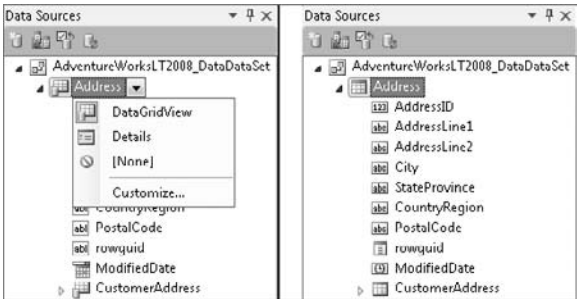 Data Sources
AdventureWorksLT2008_DataDataSet
Address
DataGridView
Details
[None]
Customize...
CountryRegion
PostalCode
rowguid
ModifiedDate
CustomerAddress
Data Sources
AdventureWorksLT2008_DataDataSet
Address
AddressID
AddressLine1
AddressLine2
City
StateProvince
CountryRegion
PostalCode
rowguid
ModifiedDate
CustomerAddress